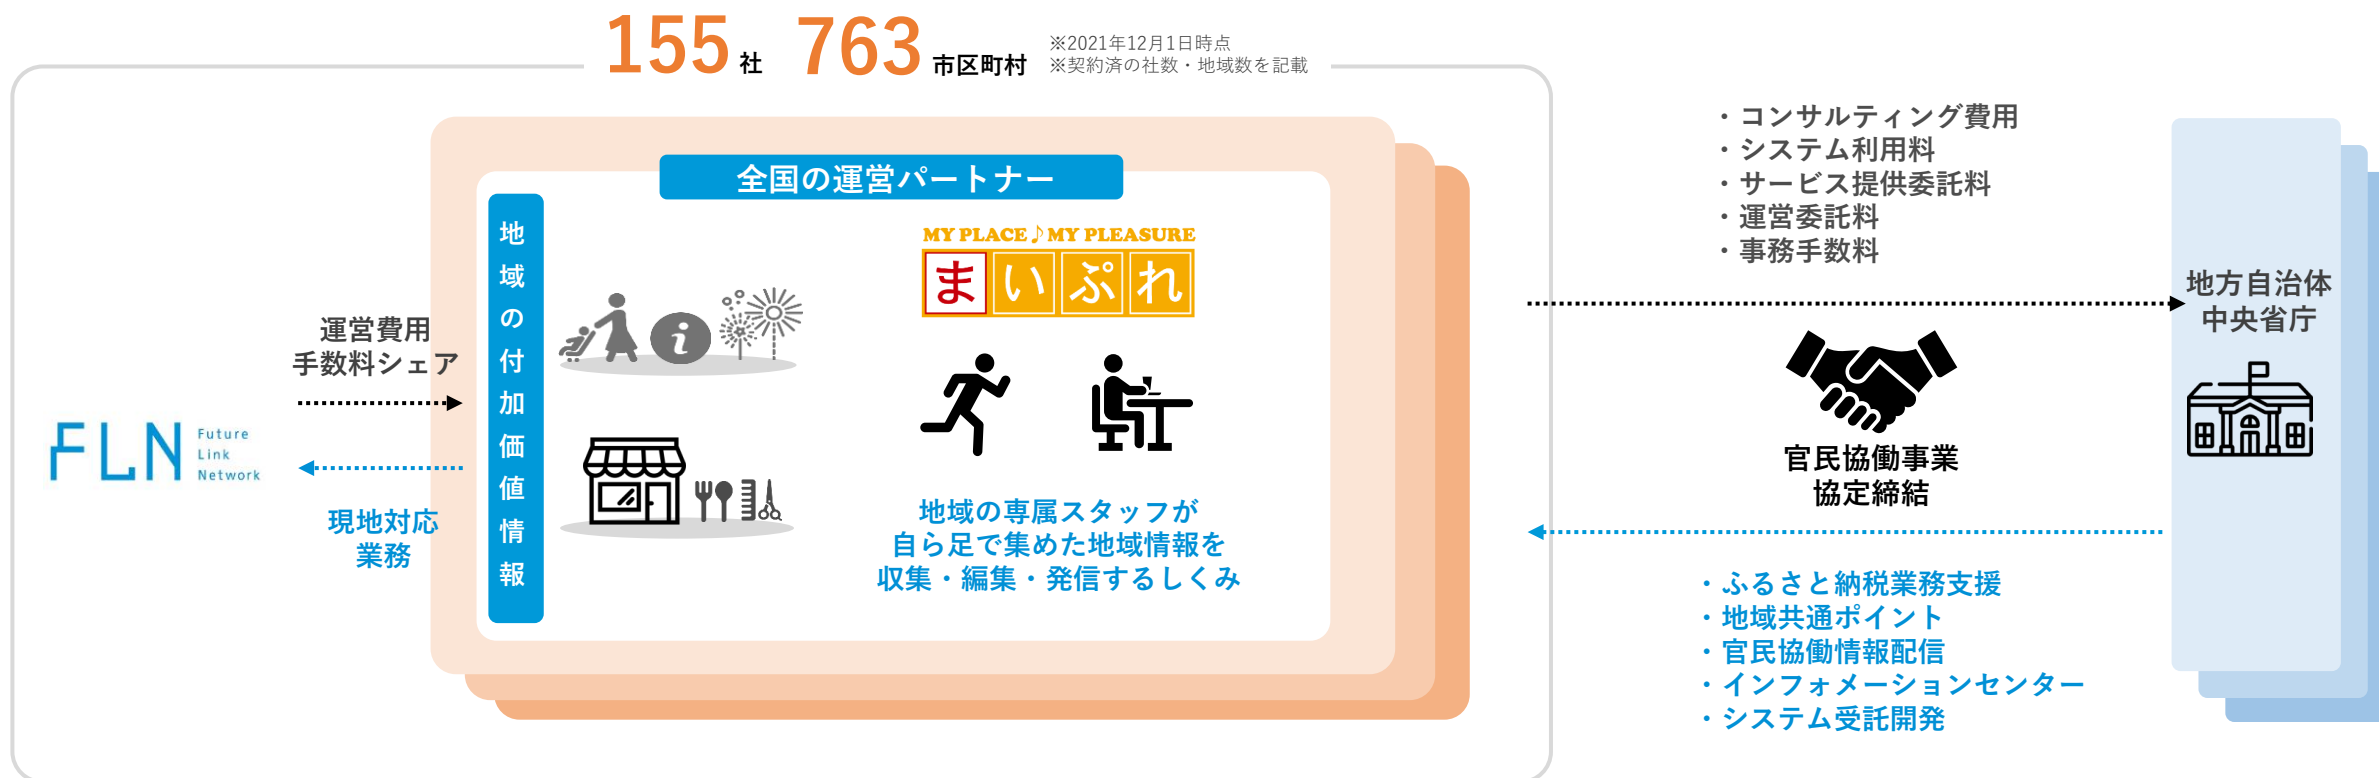 155 社 763 市区町村
※2021年12月1日時点
※契約済の社数・地域数を記載
全国の運営パートナー
地域の付加価値情報
MY PLACE♪MY PLEASURE
まいぷれ
地域の専属スタッフが
自ら足で集めた地域情報を
収集・編集・発信するしくみ
運営費用
手数料シェア
FLN
Future
Link
Network
現地対応
業務
・コンサルティング費用
・システム利用料
・サービス提供委託料
・運営委託料
・事務手数料
官民協働事業
協定締結
・ふるさと納税業務支援
・地域共通ポイント
・官民協働情報配信
・インフォメーションセンター
・システム受託開発
地方自治体
中央省庁